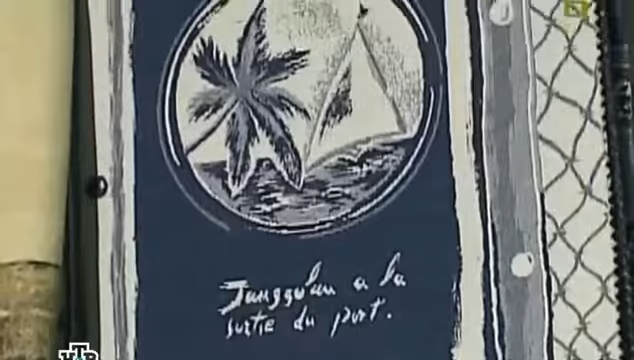 a la
sortie du port.
НТВ